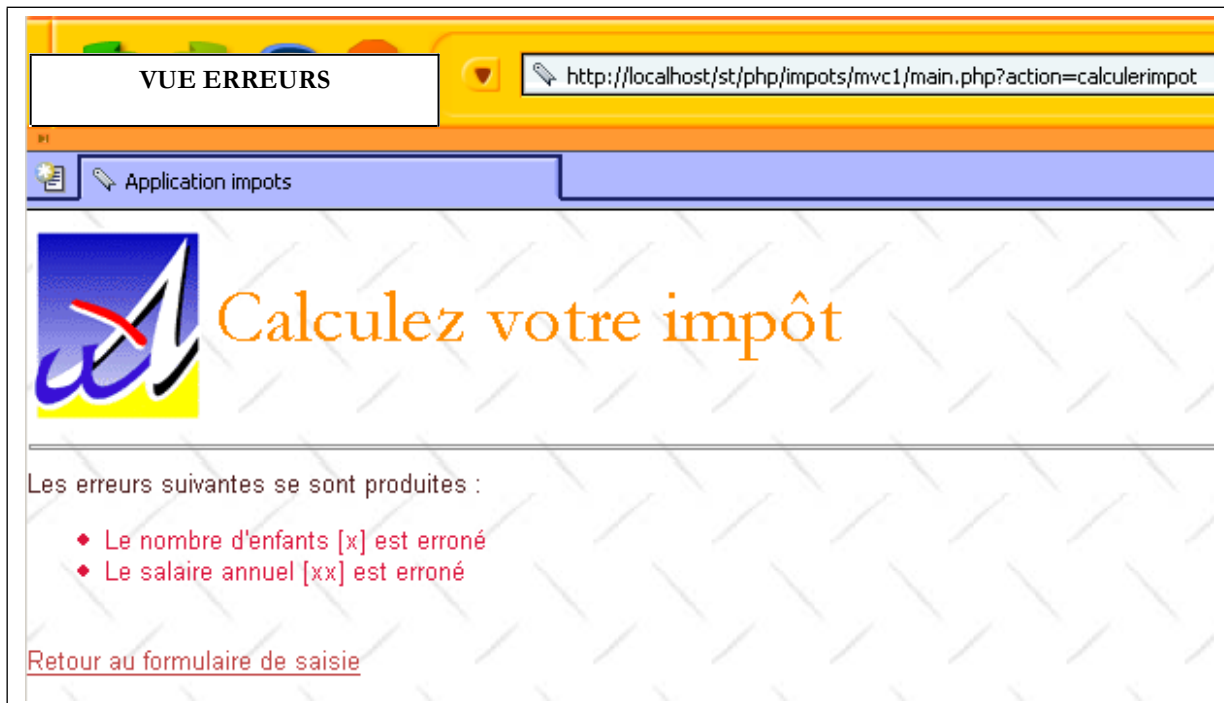 VUE ERREURS
http://localhost/st/php/impots/mvc1/main.php?action=calculerimpot
Application impots
Calculez votre impôt
Les erreurs suivantes se sont produites :
Le nombre d'enfants [x] est erroné
Le salaire annuel [xx] est erroné
Retour au formulaire de saisie